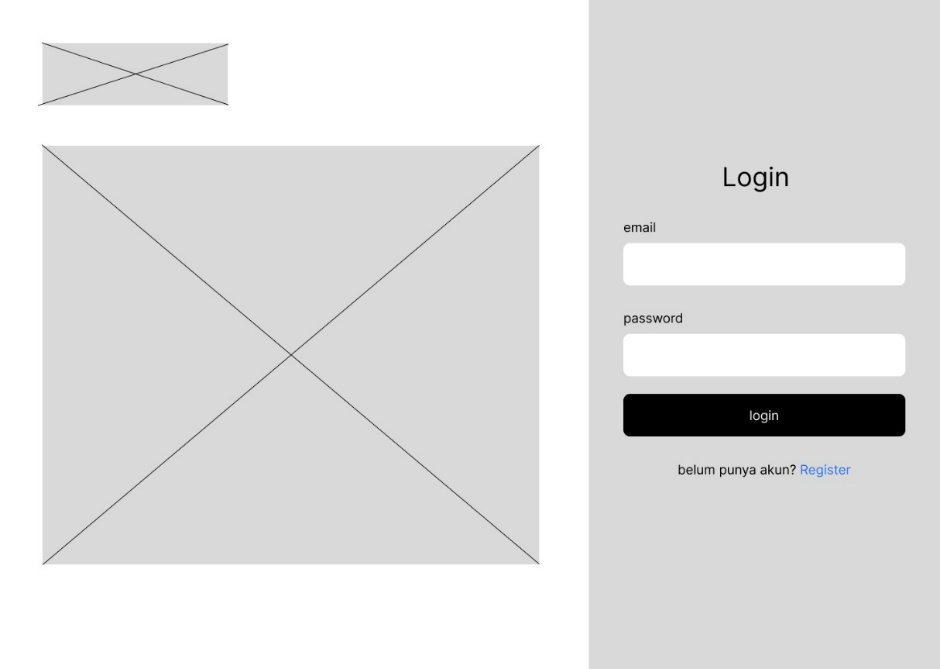 Login
email
password
login
belum punya akun? Register